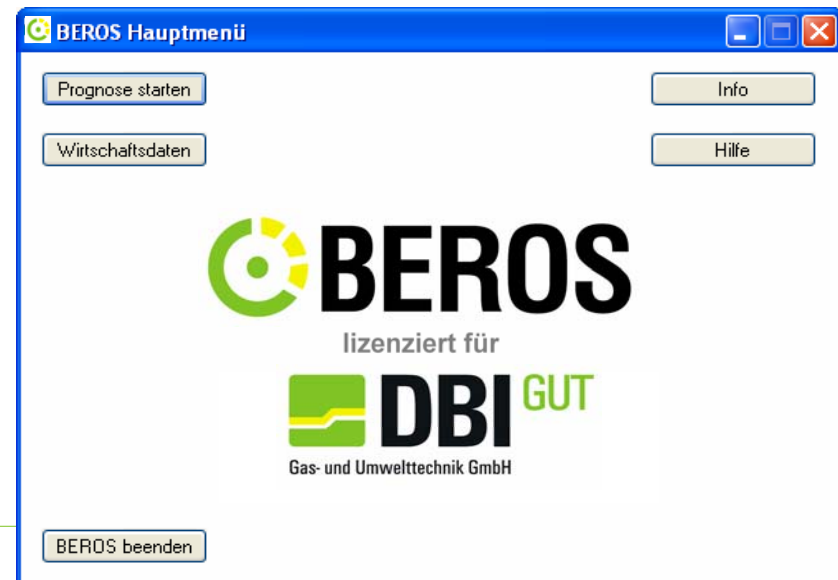 BEROS Hauptmenü
Prognose starten
Info
Wirtschaftsdaten
Hilfe
BEROS
lizenziert für
DBI GUT
Gas- und Umwelttechnik GmbH
BEROS beenden